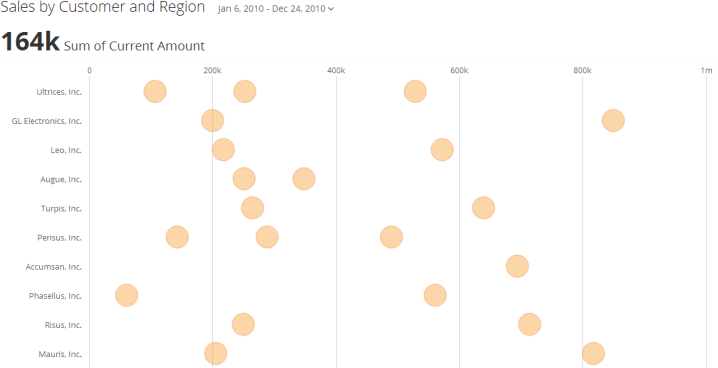 Sales by Customer and Region Jan 6, 2010 - Dec 24, 2010
164k Sum of Current Amount
0 200k 400k 600k 800k 1m
Ultrices, Inc.
GL Electronics, Inc.
Leo, Inc.
Augue, Inc.
Turpis, Inc.
Perisus, Inc.
Accumsan, Inc.
Phasellus, Inc.
Risus, Inc.
Mauris, Inc.